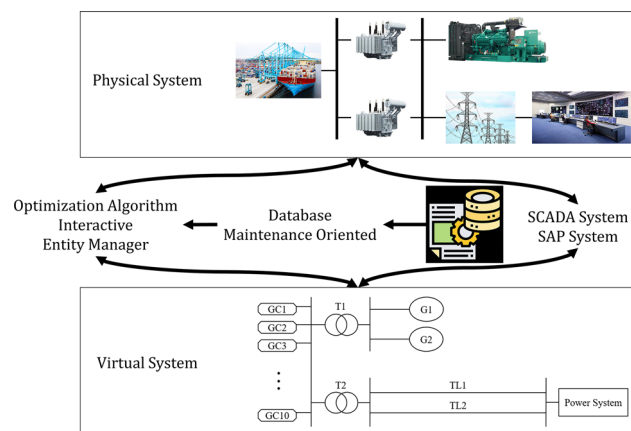 Physical System
Optimization Algorithm
Interactive
Entity Manager
Database
Maintenance Oriented
SCADA System
SAP System
Virtual System
GC1
GC2
GC3
GC10
T1
G1
G2
T2
TL1
TL2
Power System